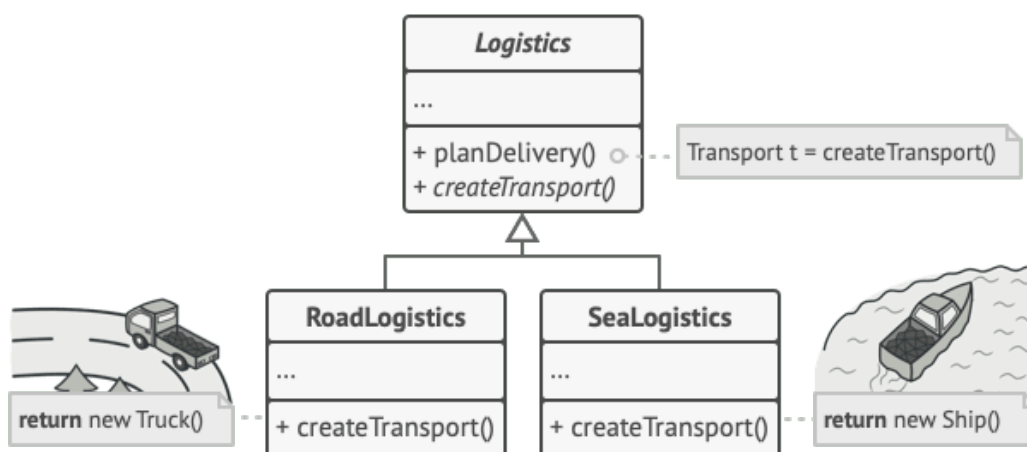 Logistics
...
+ planDelivery()
+ createTransport()
Transport t = createTransport()
RoadLogistics
...
+ createTransport()
SeaLogistics
...
+ createTransport()
return new Truck()
return new Ship()